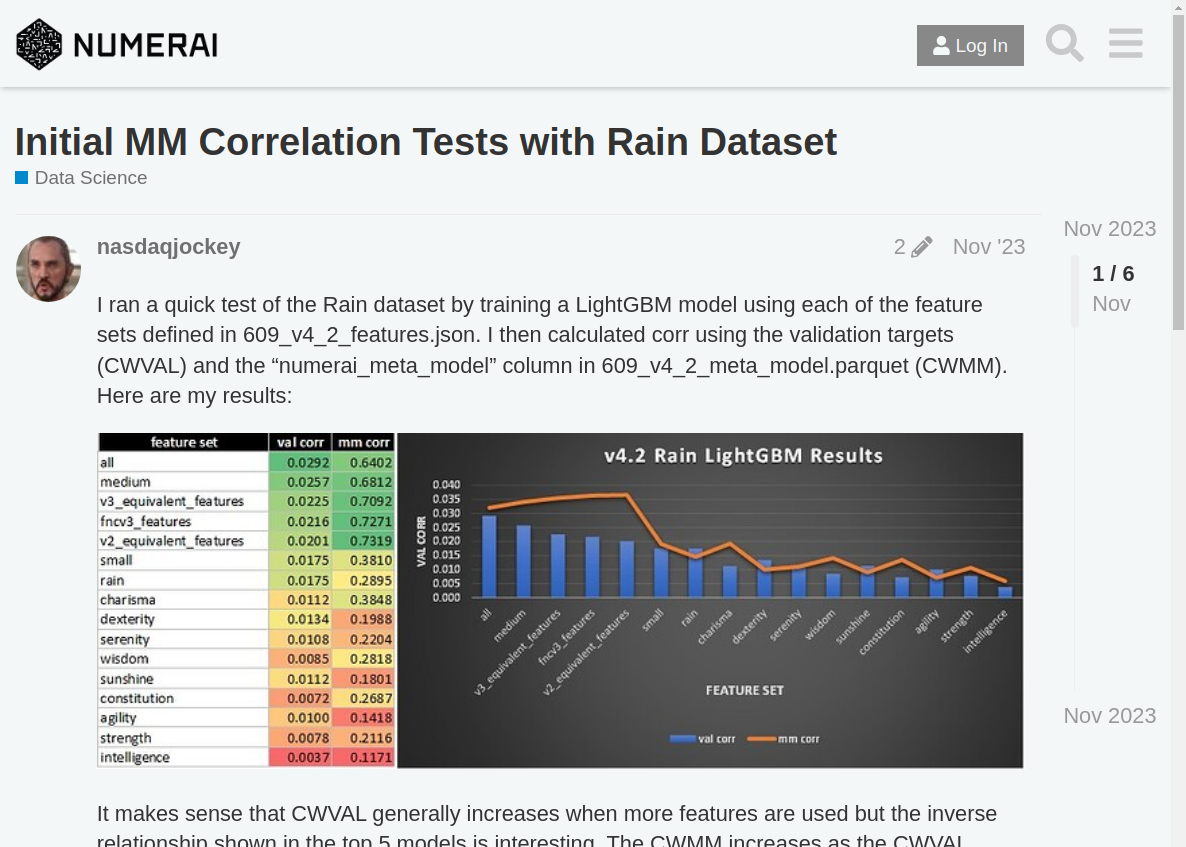 NUMERAI
Log In
Initial MM Correlation Tests with Rain Dataset
Data Science
nasdaqjockey
2
Nov '23
Nov 2023
1 / 6
Nov
I ran a quick test of the Rain dataset by training a LightGBM model using each of the feature
sets defined in 609_v4_2_features.json. I then calculated corr using the validation targets
(CWVAL) and the “numerai_meta_model” column in 609_v4_2_meta_model.parquet (CWMM).
Here are my results:
feature set val corr mm corr
all 0.0292 0.6402
medium 0.0257 0.6812
v3_equivalent_features 0.0225 0.7092
fncv3_features 0.0216 0.7271
v2_equivalent_features 0.0201 0.7319
small 0.0175 0.3810
rain 0.0175 0.2895
charisma 0.0112 0.3848
dexterity 0.0134 0.1988
serenity 0.0108 0.2204
wisdom 0.0085 0.2818
sunshine 0.0112 0.1801
constitution 0.0072 0.2687
agility 0.0100 0.1418
strength 0.0078 0.2116
intelligence 0.0037 0.1171
v4.2 Rain LightGBM Results
VAL CORR
0.040
0.035
0.030
0.025
0.020
0.015
0.010
0.005
0.000
all
medium
v3_equivalent_features
fncv3_features
v2_equivalent_features
small
rain
charisma
dexterity
serenity
wisdom
sunshine
constitution
agility
strength
intelligence
FEATURE SET
val corr mm corr
Nov 2023
It makes sense that CWVAL generally increases when more features are used but the inverse
relationship shown in the top 5 models is interesting. The CWMM increases as the CWVAL